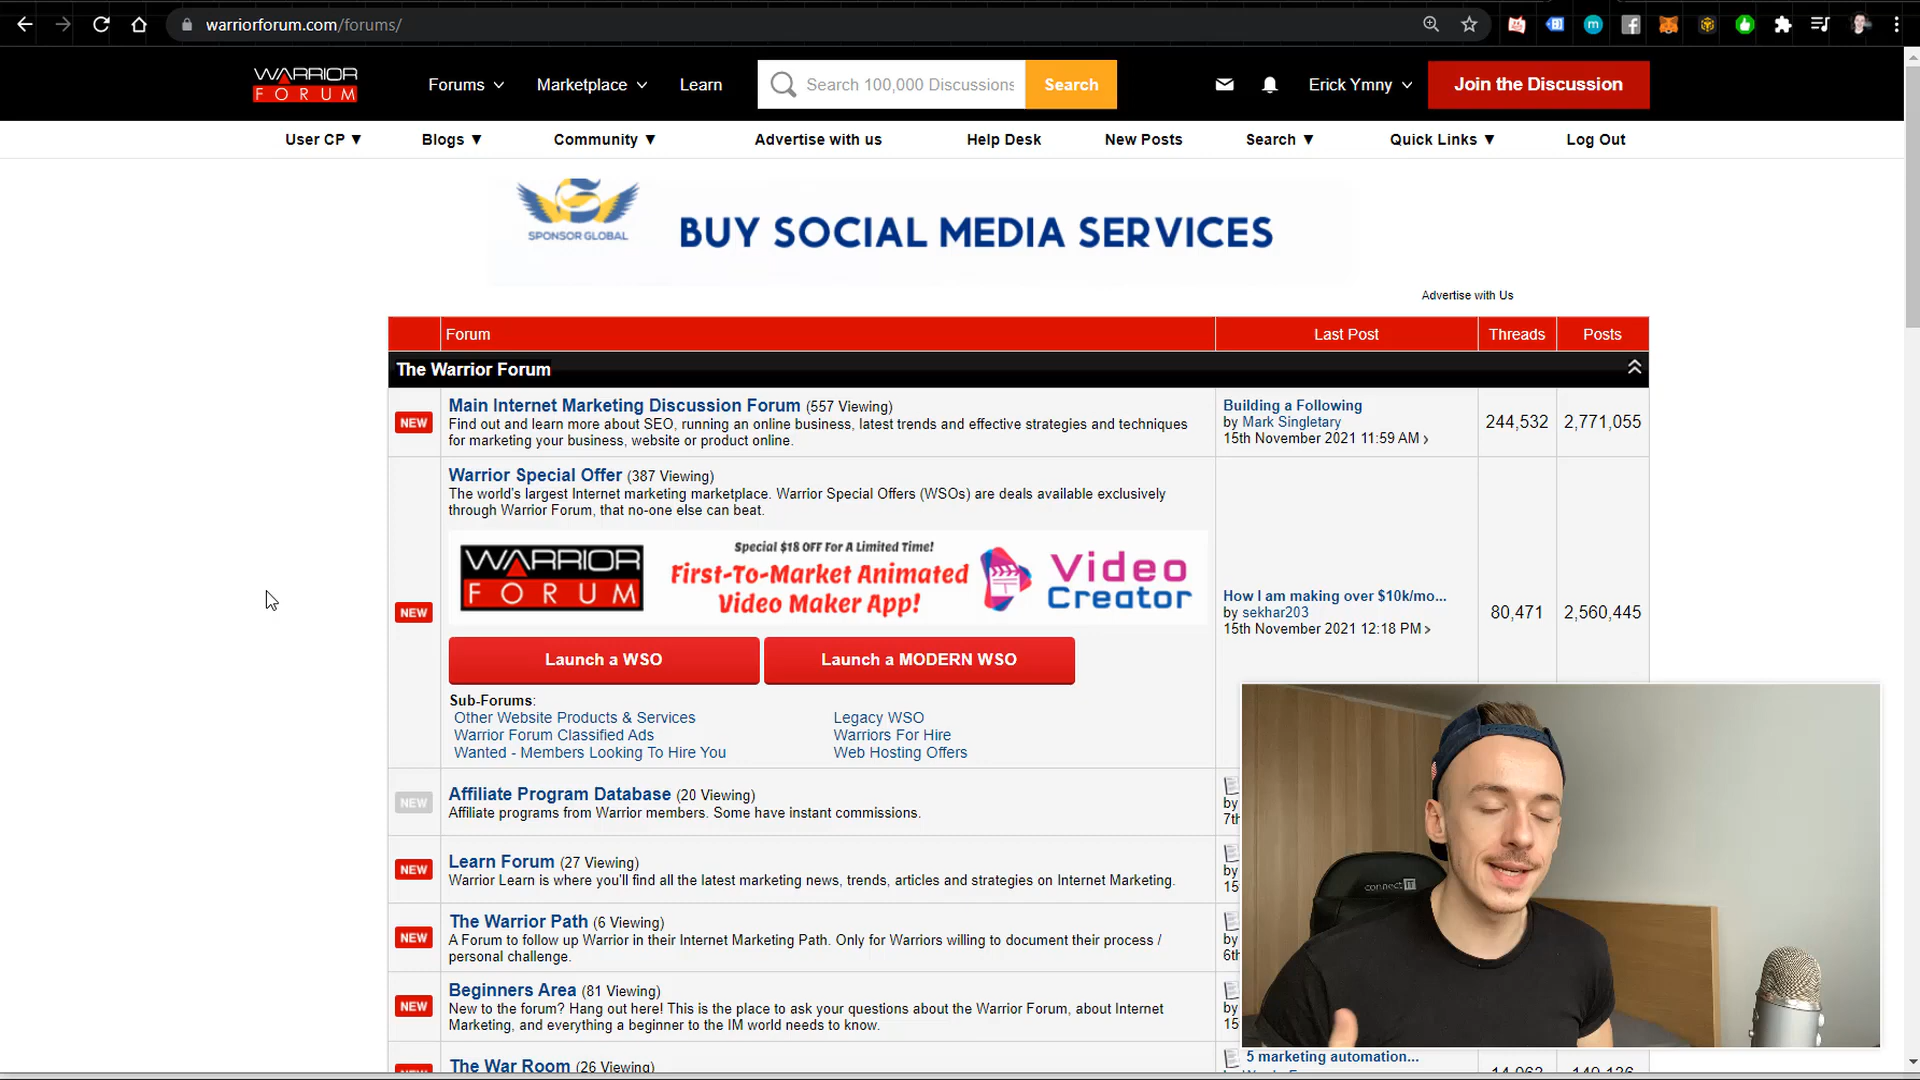 warriorforum.com/forums/
WARRIOR
FORUM
Forums
Marketplace
Learn
Search 100,000 Discussions
Search
Erick Ymny
Join the Discussion
User CP ▼
Blogs ▼
Community ▼
Advertise with us
Help Desk
New Posts
Search ▼
Quick Links ▼
Log Out
SPONSOR GLOBAL
BUY SOCIAL MEDIA SERVICES
Advertise with Us
Forum
Last Post
Threads
Posts
The Warrior Forum
NEW
Main Internet Marketing Discussion Forum (557 Viewing)
Find out and learn more about SEO, running an online business, latest trends and effective strategies and techniques
for marketing your business, website or product online.
Building a Following
by Mark Singletary
15th November 2021 11:59 AM ›
244,532
2,771,055
NEW
Warrior Special Offer (387 Viewing)
The world's largest Internet marketing marketplace. Warrior Special Offers (WSOs) are deals available exclusively
through Warrior Forum, that no-one else can beat.
WARRIOR
FORUM
Special $18 OFF For A Limited Time!
First-To-Market Animated
Video Maker App!
Video
Creator
Launch a WSO
Launch a MODERN WSO
Sub-Forums:
Other Website Products & Services
Legacy WSO
Warrior Forum Classified Ads
Warriors For Hire
Wanted - Members Looking To Hire You
Web Hosting Offers
How I am making over $10k/mo...
by sekhar203
15th November 2021 12:18 PM ›
80,471
2,560,445
NEW
Affiliate Program Database (20 Viewing)
Affiliate programs from Warrior members. Some have instant commissions.
by
7th
NEW
Learn Forum (27 Viewing)
Warrior Learn is where you'll find all the latest marketing news, trends, articles and strategies on Internet Marketing.
by
15
NEW
The Warrior Path (6 Viewing)
A Forum to follow up Warrior in their Internet Marketing Path. Only for Warriors willing to document their process /
personal challenge.
by
6th
NEW
Beginners Area (81 Viewing)
New to the forum? Hang out here! This is the place to ask your questions about the Warrior Forum, about Internet
Marketing, and everything a beginner to the IM world needs to know.
by
15
The War Room (26 Viewing)
5 marketing automation...
connect IT